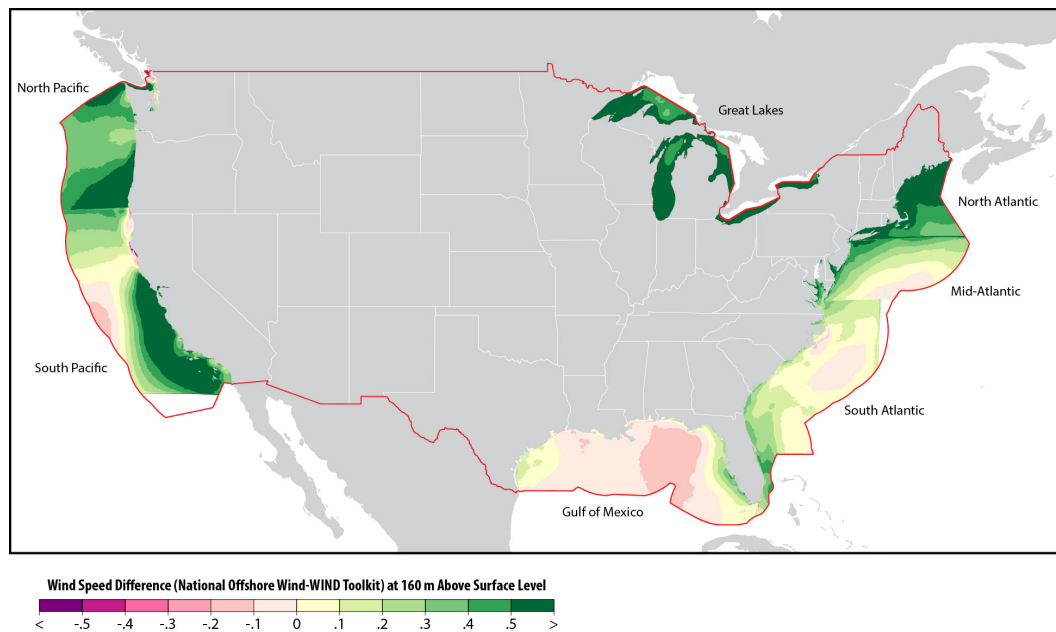 North Pacific
Great Lakes
North Atlantic
Mid-Atlantic
South Pacific
South Atlantic
Gulf of Mexico
Wind Speed Difference (National Offshore Wind-WIND Toolkit) at 160 m Above Surface Level
< -.5 -.4 -.3 -.2 -.1 0 .1 .2 .3 .4 .5 >